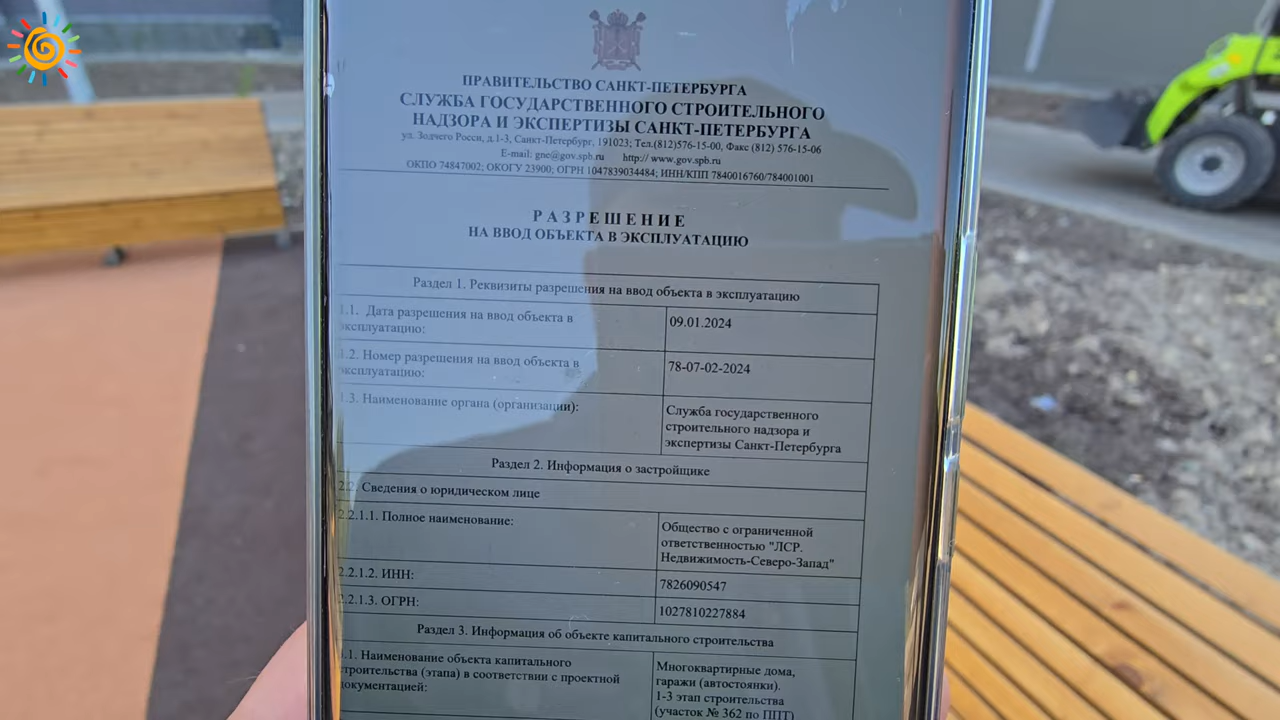 ПРАВИТЕЛЬСТВО САНКТ-ПЕТЕРБУРГА
СЛУЖБА ГОСУДАРСТВЕННОГО СТРОИТЕЛЬНОГО
НАДЗОРА И ЭКСПЕРТИЗЫ САНКТ-ПЕТЕРБУРГА
ул. Зодчего Росси, д.1-3, Санкт-Петербург, 191023; Тел.(812)576-15-00, Факс (812) 576-15-06
E-mail: gne@gov.spb.ru http:// www.gov.spb.ru
ОКПО 74847002; ОКОГУ 23900; ОГРН 1047839034484; ИНН/КПП 7840016760/784001001
РАЗРЕШЕНИЕ
НА ВВОД ОБЪЕКТА В ЭКСПЛУАТАЦИЮ
Раздел 1. Реквизиты разрешения на ввод объекта в эксплуатацию
1.1. Дата разрешения на ввод объекта в
эксплуатацию:
09.01.2024
1.2. Номер разрешения на ввод объекта в
эксплуатацию:
78-07-02-2024
1.3. Наименование органа (организации):
Служба государственного
строительного надзора и
экспертизы Санкт-Петербурга
Раздел 2. Информация о застройщике
2.2. Сведения о юридическом лице
2.2.1.1. Полное наименование:
Общество с ограниченной
ответственностью "ЛСР.
Недвижимость-Северо-Запад"
2.2.1.2. ИНН:
7826090547
2.2.1.3. ОГРН:
1027810227884
Раздел 3. Информация об объекте капитального строительства
3.1. Наименование объекта капитального
строительства (этапа) в соответствии с проектной
документацией:
Многоквартирные дома,
гаражи (автостоянки).
1-3 этап строительства
(участок № 362 по ППТ)